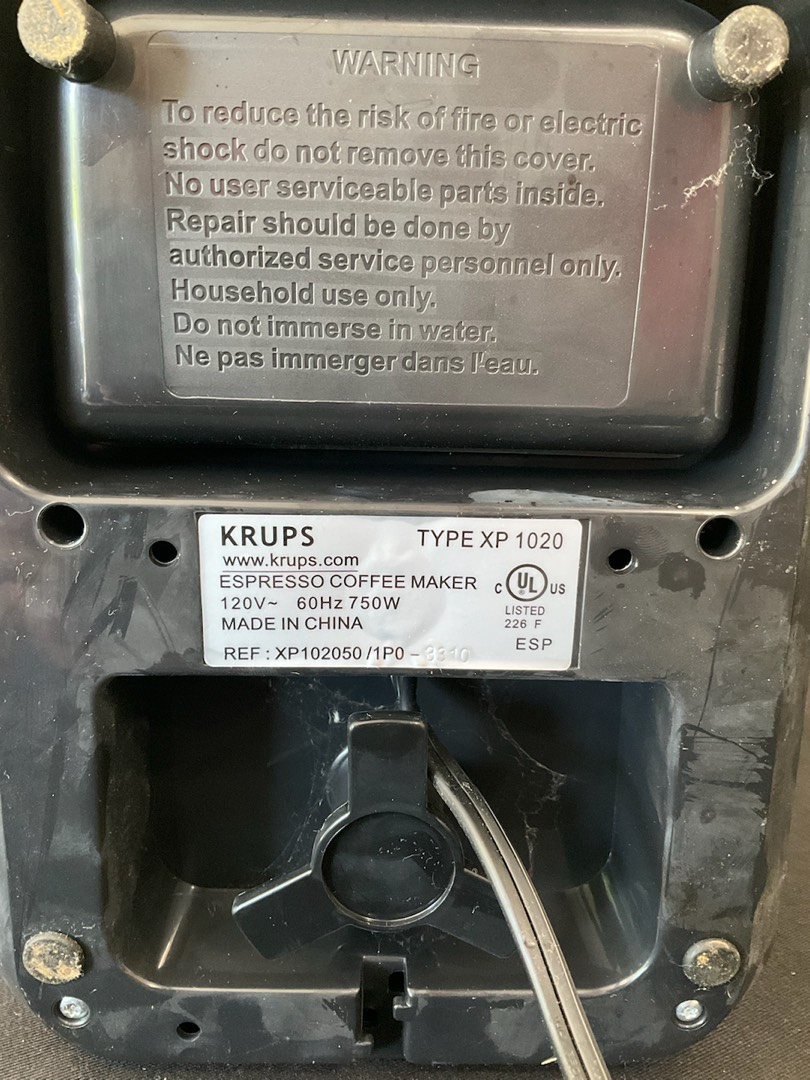 WARNING
To reduce the risk of fire or electric
shock do not remove this cover.
No user serviceable parts inside.
Repair should be done by
authorized service personnel only.
Household use only.
Do not immerse in water.
Ne pas immerger dans l'eau.
KRUPS TYPE XP 1020
www.krups.com
ESPRESSO COFFEE MAKER
120V~ 60Hz 750W
MADE IN CHINA
C UL US
LISTED
226 F
ESP
REF : XP102050 /1P0 -